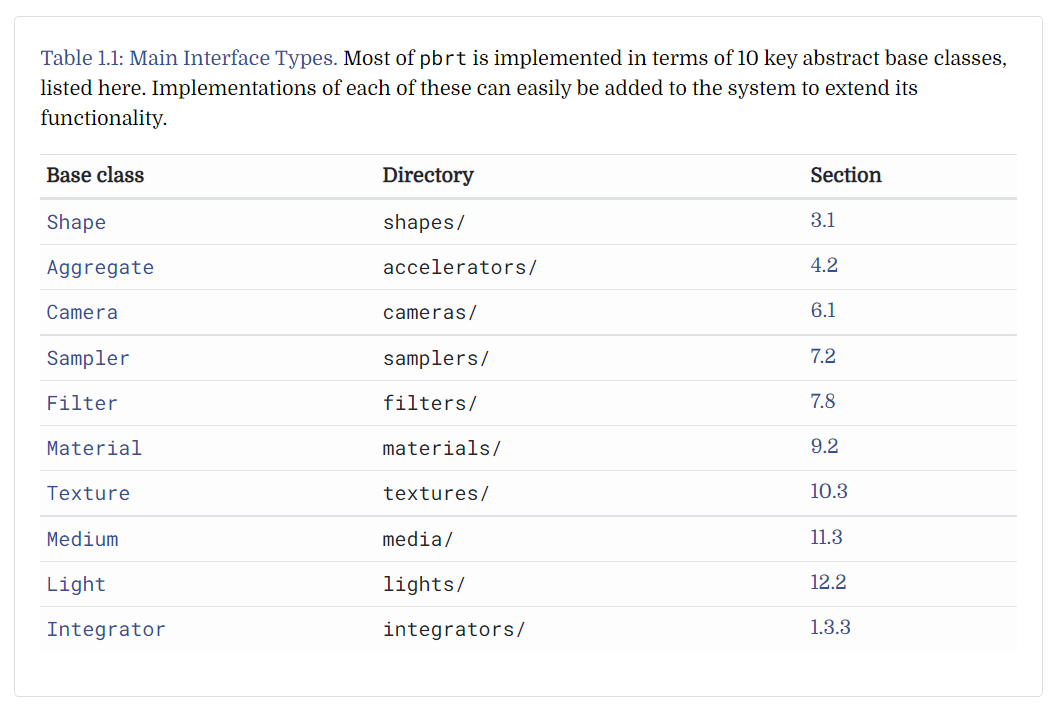 Table 1.1: Main Interface Types. Most of pbrt is implemented in terms of 10 key abstract base classes,
listed here. Implementations of each of these can easily be added to the system to extend its
functionality.
Base class Directory Section
Shape shapes/ 3.1
Aggregate accelerators/ 4.2
Camera cameras/ 6.1
Sampler samplers/ 7.2
Filter filters/ 7.8
Material materials/ 9.2
Texture textures/ 10.3
Medium media/ 11.3
Light lights/ 12.2
Integrator integrators/ 1.3.3